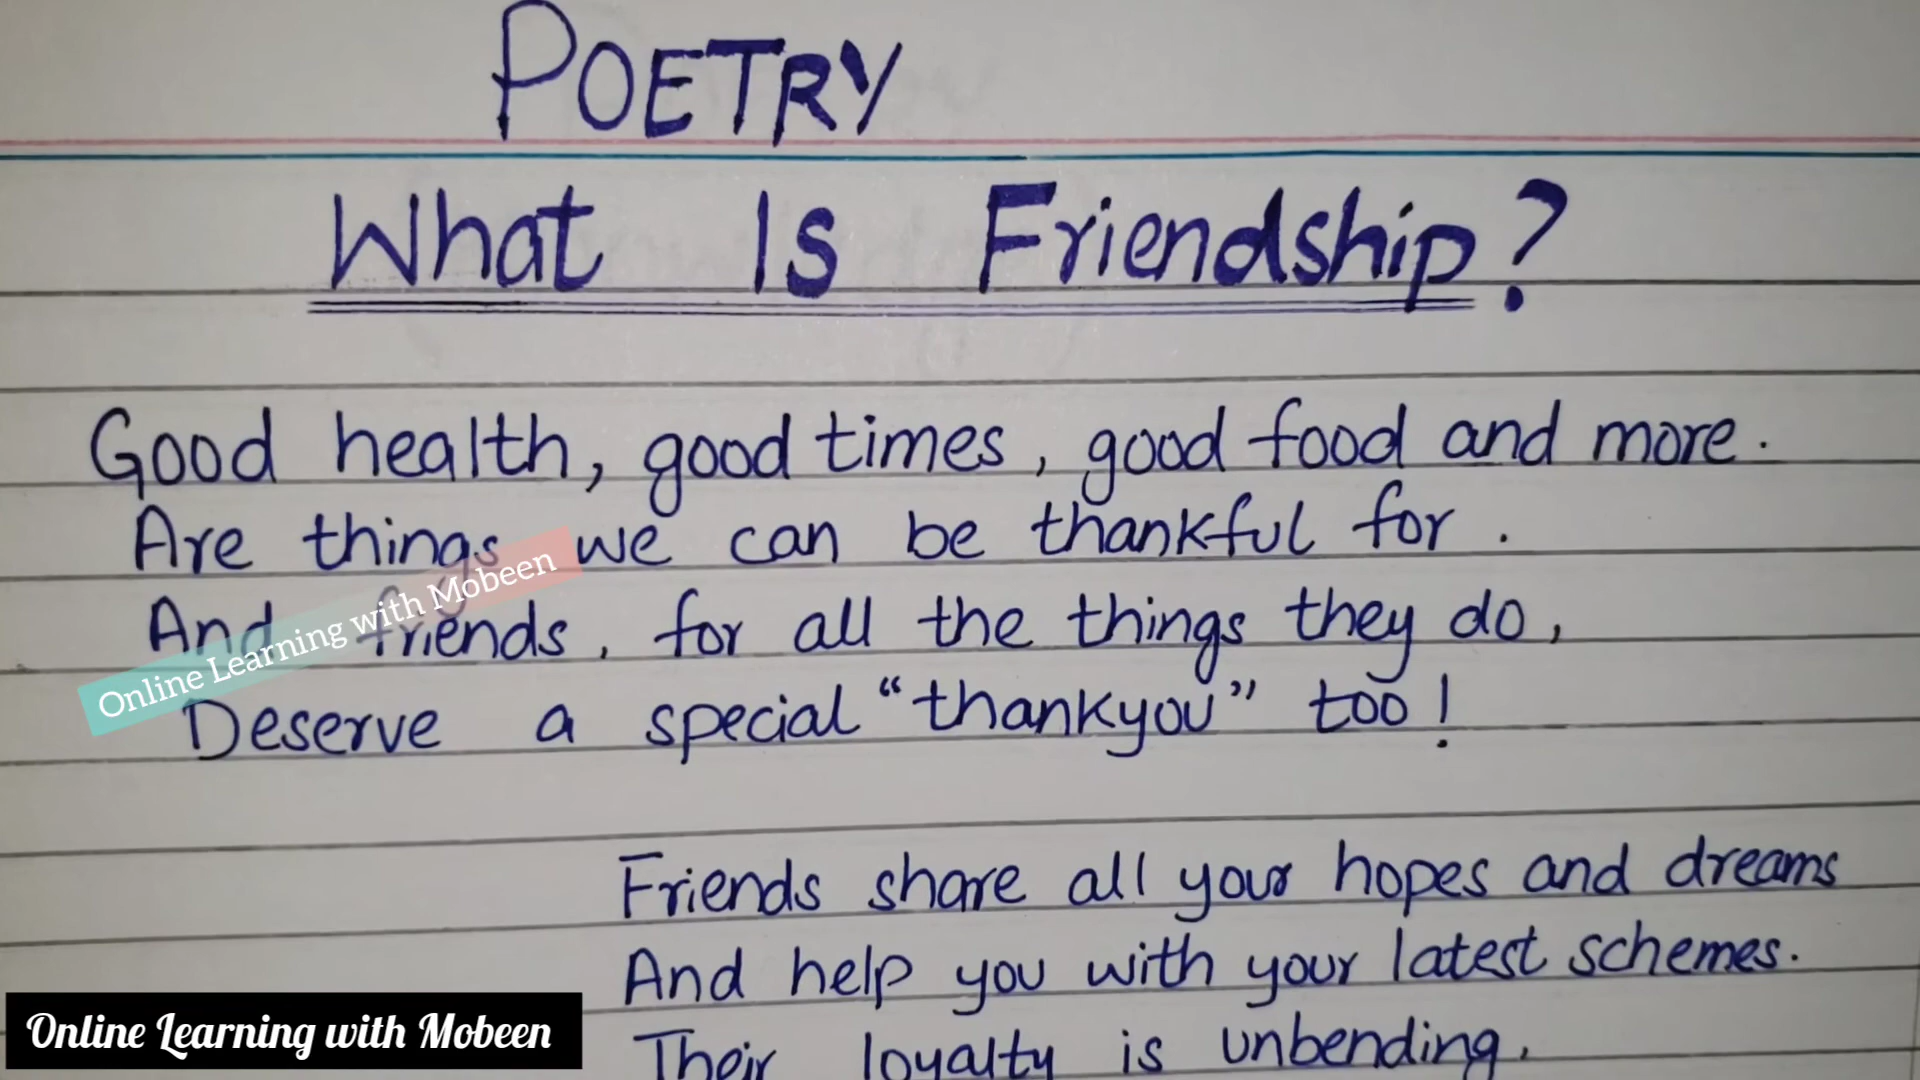 POETRY
What Is Friendship?
Good health, good times, good food and more.
Are things we can be thankful for.
And friends, for all the things they do,
Deserve a special "thankyou" too!
Online Learning with Mobeen
Friends share all your hopes and dreams
And help you with your latest schemes.
Their loyalty is unbending.
Online Learning with Mobeen